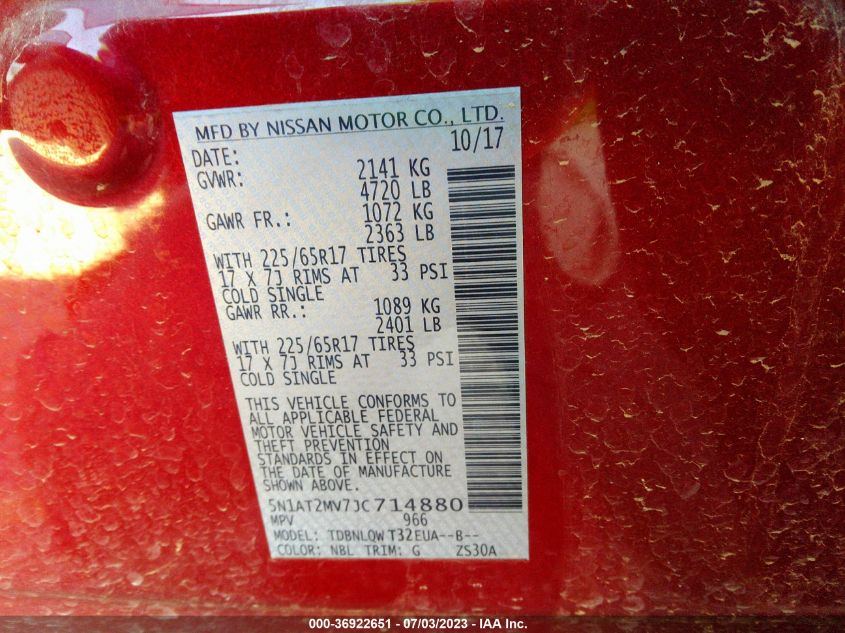 MFD BY NISSAN MOTOR CO., LTD.
DATE: 10/17
GVWR: 2141 KG
4720 LB
GAWR FR.: 1072 KG
2363 LB
WITH 225/65R17 TIRES
17 X 7J RIMS AT 33 PSI
COLD SINGLE
GAWR RR.: 1089 KG
2401 LB
WITH 225/65R17 TIRES
17 X 7J RIMS AT 33 PSI
COLD SINGLE
THIS VEHICLE CONFORMS TO
ALL APPLICABLE FEDERAL
MOTOR VEHICLE SAFETY AND
THEFT PREVENTION
STANDARDS IN EFFECT ON
THE DATE OF MANUFACTURE
SHOWN ABOVE.
5N1AT2MV7JC714880
MPV 966
MODEL: TDBNLQW T32EUA--B--
COLOR: NBL TRIM: G ZS30A
000-36922651 - 07/03/2023 - IAA Inc.